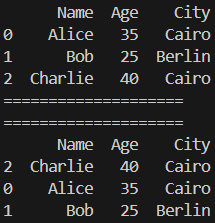 Name  Age    City
0    Alice   35   Cairo
1      Bob   25  Berlin
2  Charlie   40   Cairo
====================
====================
      Name  Age    City
2  Charlie   40   Cairo
0    Alice   35   Cairo
1      Bob   25  Berlin